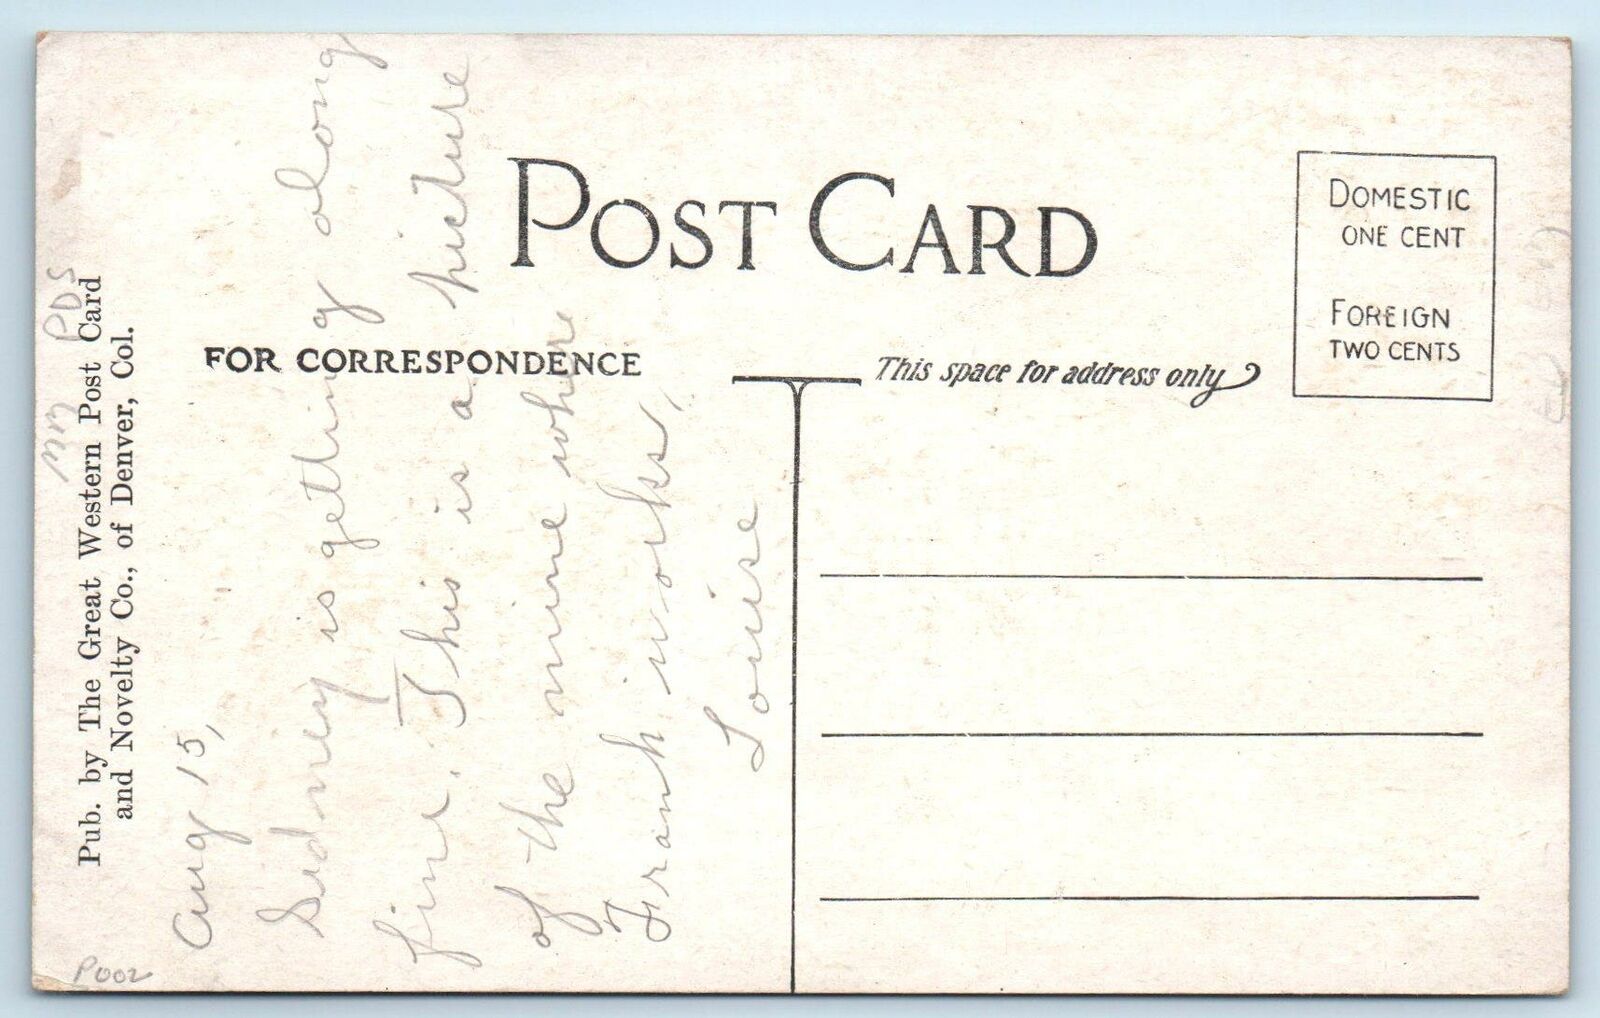 POST CARD
FOR CORRESPONDENCE
This space for address only
DOMESTIC
ONE CENT
FOREIGN
TWO CENTS
Pub. by The Great Western Post Card
and Novelty Co., of Denver, Col.
PDS
Aug 15,
Sidney is getting along
fine. This is a picture
of the mine where
Frank works,
Louise
P002